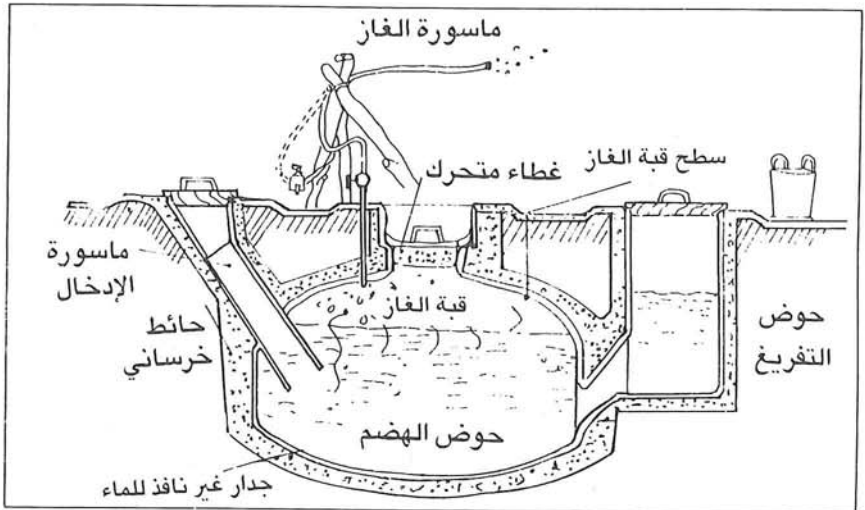 ماسورة الغاز
سطح قبة الغاز
غطاء متحرك
ماسورة
الإدخال
قبة الغاز
حائط
خرساني
حوض
التفريغ
حوض الهضم
جدار غير نافذ للماء